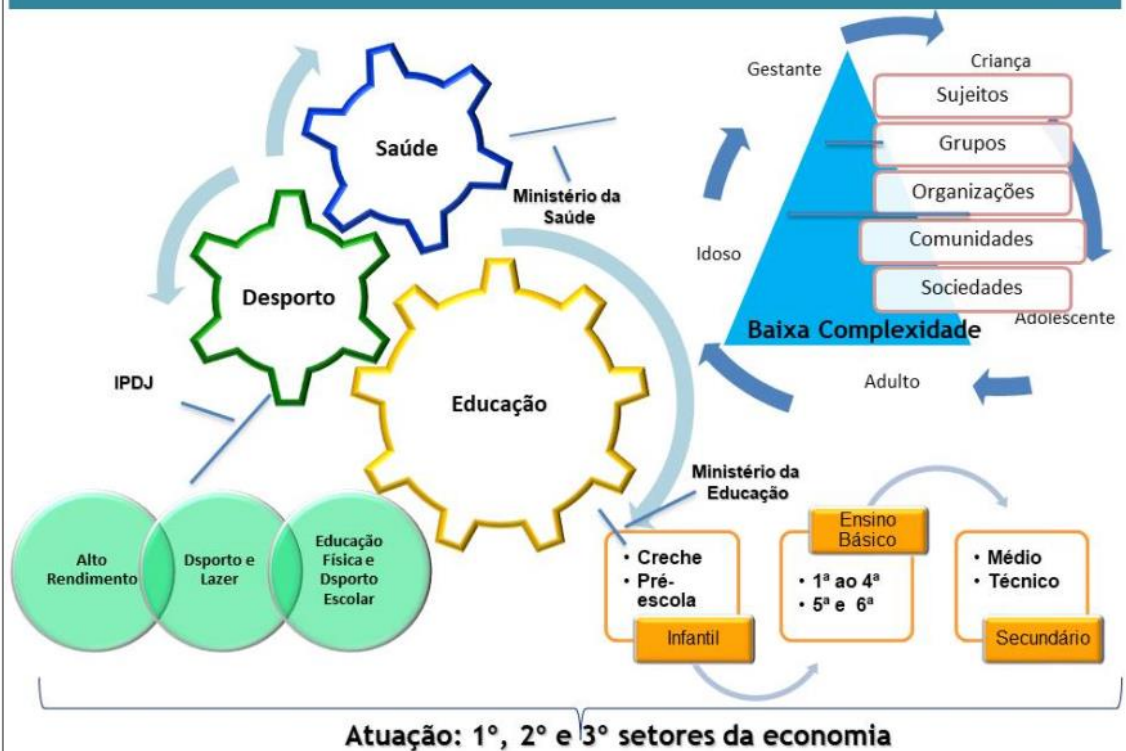 Saúde
Ministério da
Saúde
Desporto
IPDJ
Educação
Ministério da
Educação
Gestante
Criança
Sujeitos
Grupos
Organizações
Comunidades
Sociedades
Idoso
Baixa Complexidade
Adolescente
Adulto
Alto
Rendimento
Dsporto e
Lazer
Educação
Física e
Dsporto
Escolar
• Creche
• Pré-
escola
Infantil
Ensino
Básico
• 1ª ao 4ª
• 5ª e 6ª
• Médio
• Técnico
Secundário
Atuação: 1°, 2° e 3° setores da economia